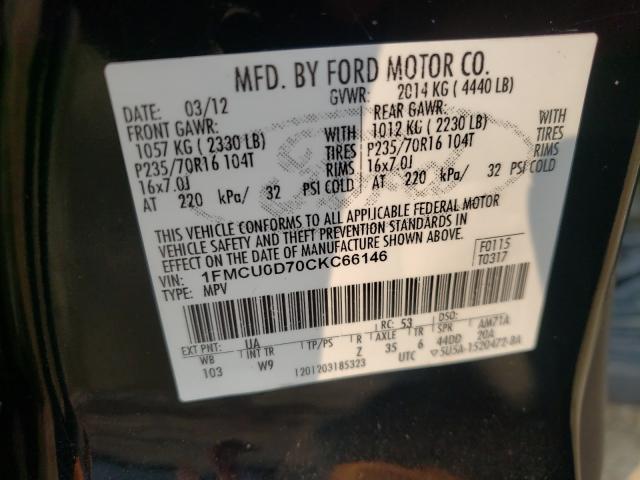 MFD. BY FORD MOTOR CO.
DATE: 03/12 GVWR: 2014 KG ( 4440 LB)
FRONT GAWR: REAR GAWR:
1057 KG ( 2330 LB) WITH 1012 KG ( 2230 LB) WITH
P235/70R16 104T TIRES P235/70R16 104T TIRES
16x7.0J RIMS 16x7.0J RIMS
AT 220 kPa/ 32 PSI COLD AT 220 kPa/ 32 PSI COLD
THIS VEHICLE CONFORMS TO ALL APPLICABLE FEDERAL MOTOR
VEHICLE SAFETY AND THEFT PREVENTION STANDARDS IN
EFFECT ON THE DATE OF MANUFACTURE SHOWN ABOVE.
VIN: 1FMCU0D70CKC66146 F0115
TYPE: MPV T0317
EXT PNT: UA RC: 53 DSO:
WB INT TR TP/PS R AXLE TR SPR AM71A
103 W9 Z 35 6 44DD 20A
1201203185323 UTC ▽5U5A-1520472-BA